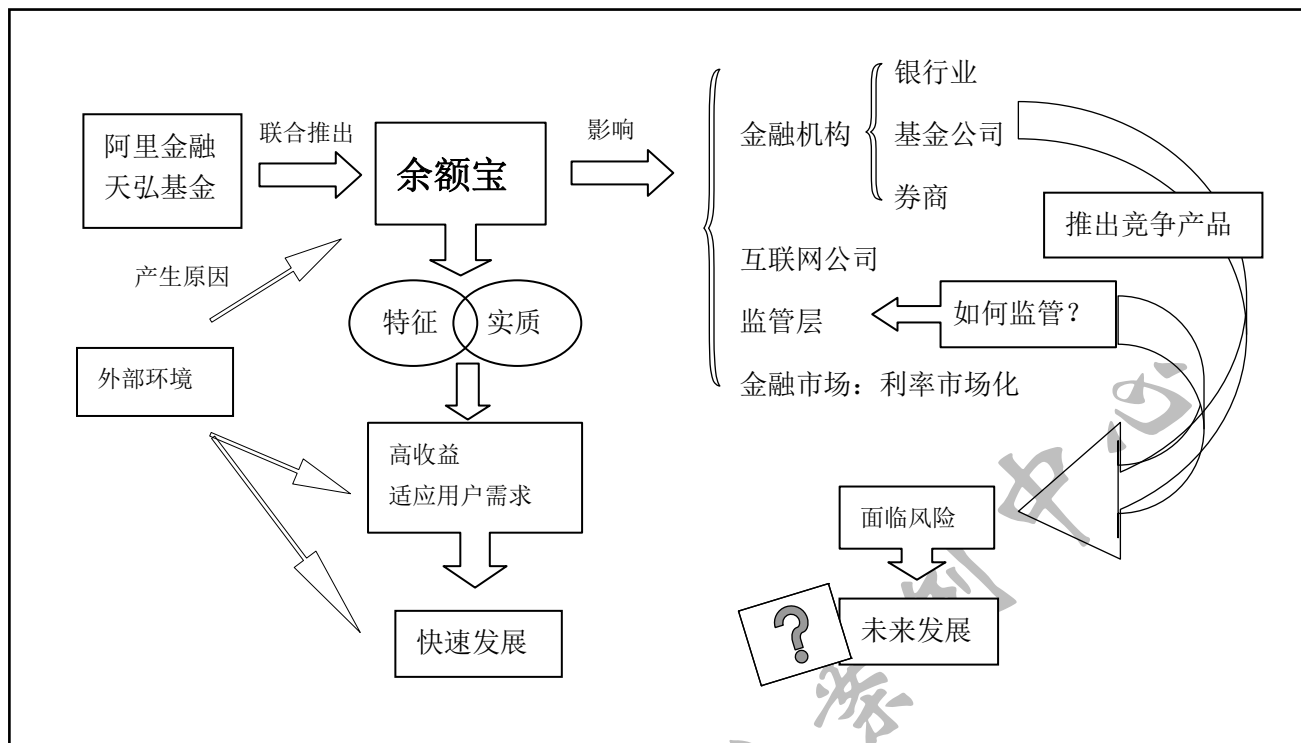 阿里金融
天弘基金
联合推出
余额宝
影响
金融机构
银行业
基金公司
券商
互联网公司
监管层
金融市场：利率市场化
推出竞争产品
如何监管？
产生原因
外部环境
特征
实质
高收益
适应用户需求
快速发展
面临风险
?
未来发展
案例中心